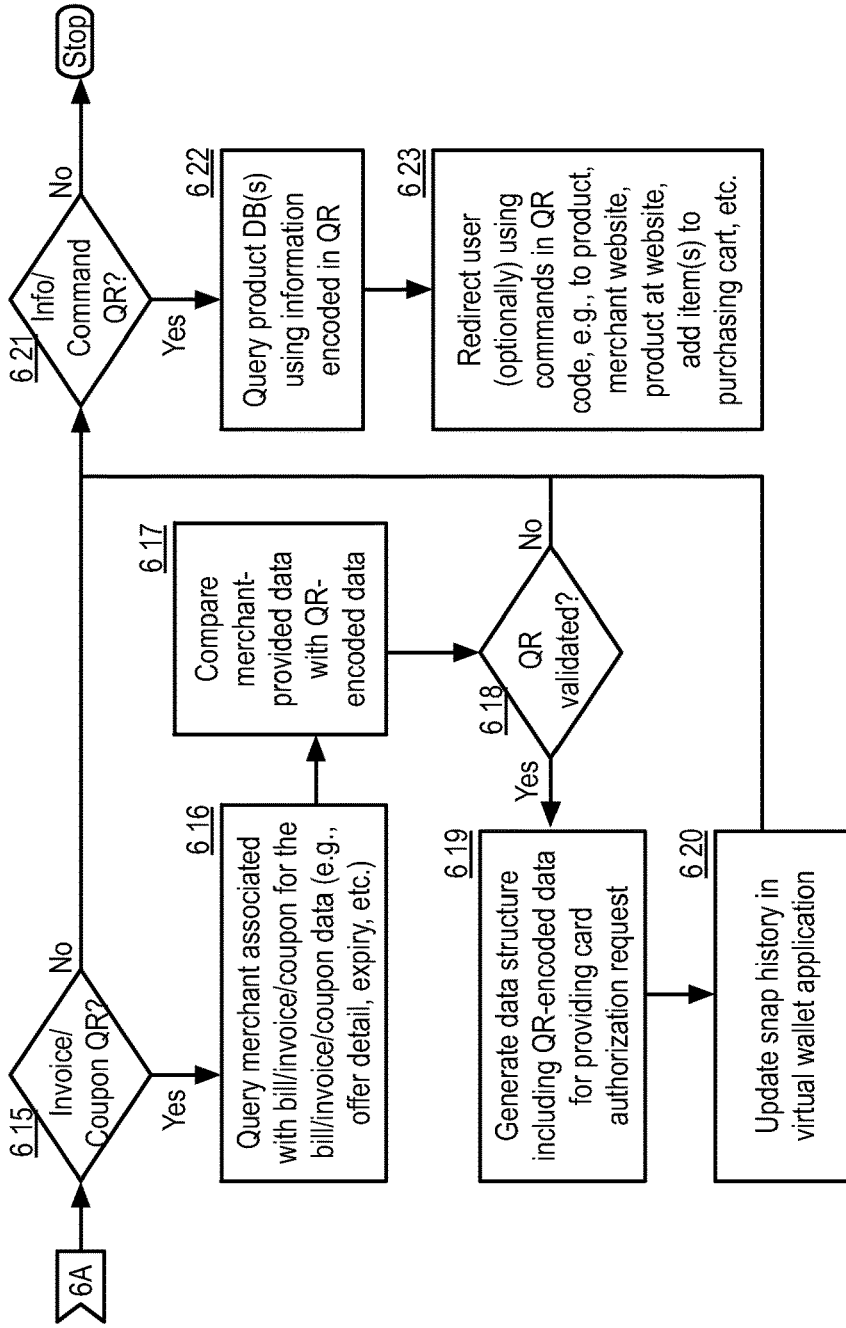 6A
6 15
Invoice/
Coupon QR?
No
Yes
6 16
Query merchant associated
with bill/invoice/coupon for the
bill/invoice/coupon data (e.g.,
offer detail, expiry, etc.)
6 17
Compare
merchant-
provided data
with QR-
encoded data
6 18
QR
validated?
No
Yes
6 19
Generate data structure
including QR-encoded data
for providing card
authorization request
6 20
Update snap history in
virtual wallet application
6 21
Info/
Command
QR?
No
Stop
Yes
6 22
Query product DB(s)
using information
encoded in QR
6 23
Redirect user
(optionally) using
commands in QR
code, e.g., to product,
merchant website,
product at website,
add item(s) to
purchasing cart, etc.